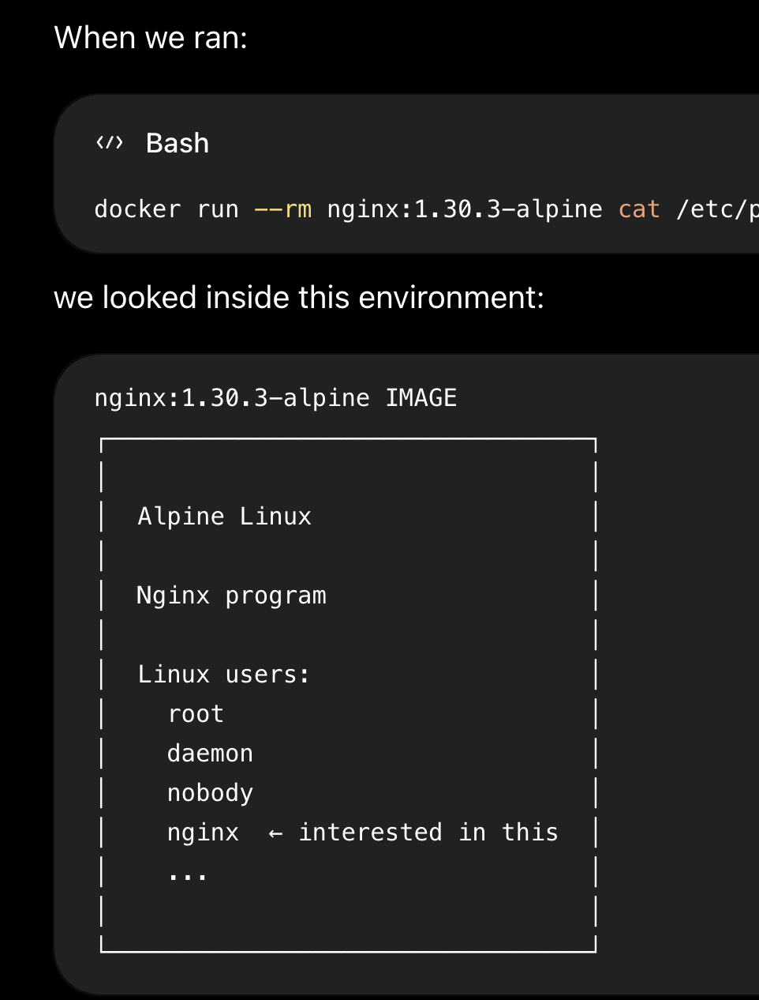 When we ran:
Bash
docker run --rm nginx:1.30.3-alpine cat /etc/p
we looked inside this environment:
nginx:1.30.3-alpine IMAGE
Alpine Linux
Nginx program
Linux users:
root
daemon
nobody
nginx ← interested in this
...